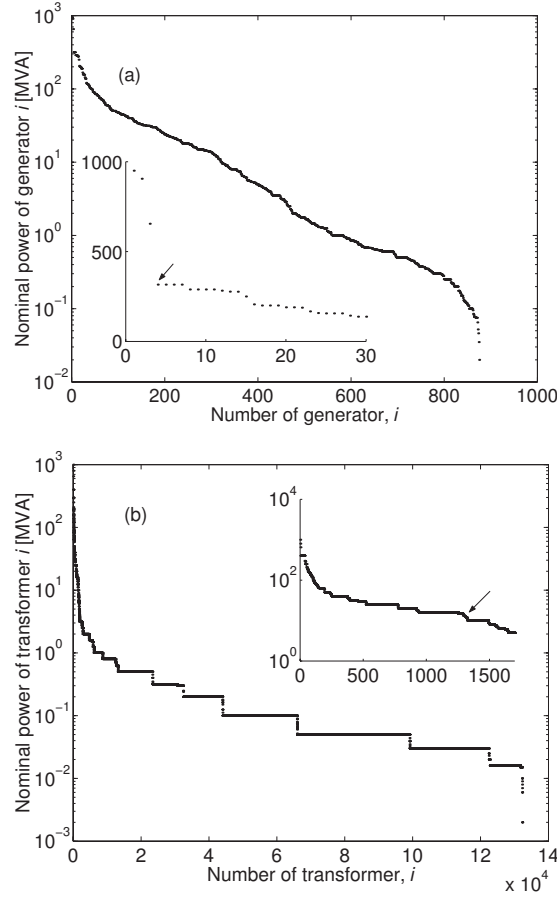 10^3
10^2
10^1
10^0
10^-1
10^-2
Nominal power of generator i [MVA]
(a)
1000
500
0
0 10 20 30
0 200 400 600 800 1000
Number of generator, i
10^3
10^2
10^1
10^0
10^-1
10^-2
10^-3
Nominal power of transformer i [MVA]
(b)
10^4
10^2
10^0
0 500 1000 1500
0 2 4 6 8 10 12 14
x 10^4
Number of transformer, i